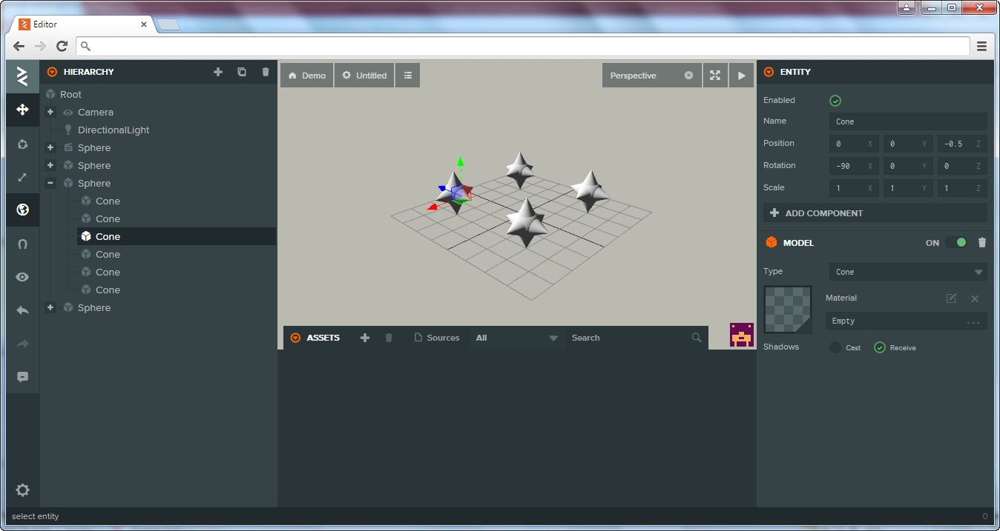 Editor
HIERARCHY
Root
Camera
DirectionalLight
Sphere
Sphere
Sphere
Cone
Cone
Cone
Cone
Cone
Cone
Sphere
Demo
Untitled
Perspective
ASSETS
Sources
All
Search
ENTITY
Enabled
Name Cone
Position 0 X 0 Y -0.5 Z
Rotation -90 X 0 Y 0 Z
Scale 1 X 1 Y 1 Z
ADD COMPONENT
MODEL ON
Type Cone
Material
Empty ...
Shadows Cast Receive
select entity
0